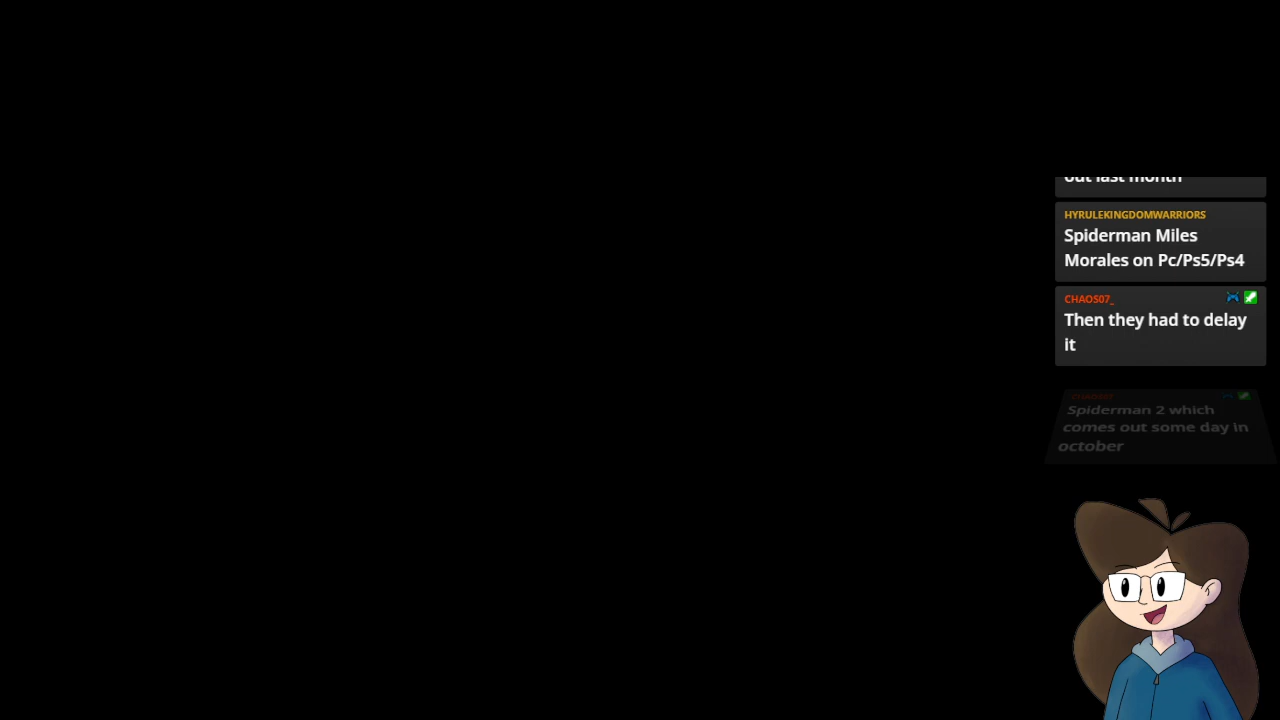 out last month
HYRULEKINGDOMWARRIORS
Spiderman Miles
Morales on Pc/Ps5/Ps4
CHAOS07_
Then they had to delay
it
CHAOS07_
Spiderman 2 which
comes out some day in
october